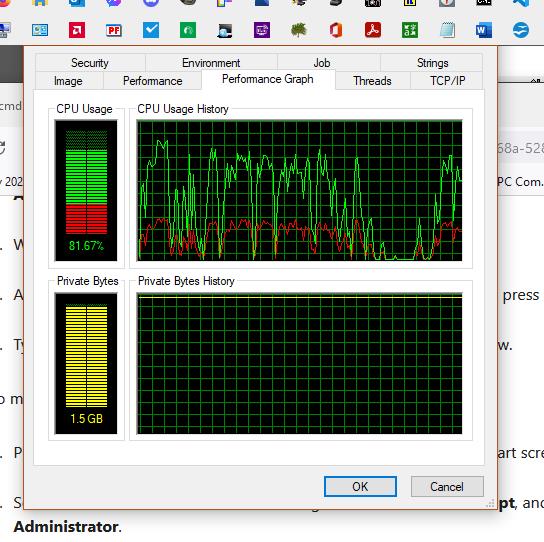 cmd
68a-528
y 202
PC Com.
Security Environment Job Strings
Image Performance Performance Graph Threads TCP/IP
CPU Usage CPU Usage History
81.67%
Private Bytes Private Bytes History
1.5 GB
press
w.
art scre
OK Cancel
pt, and
Administrator.